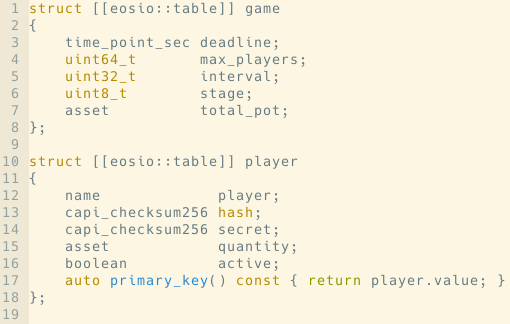 1 struct [[eosio::table]] game
2 {
3     time_point_sec deadline;
4     uint64_t       max_players;
5     uint32_t       interval;
6     uint8_t        stage;
7     asset          total_pot;
8 };
9
10 struct [[eosio::table]] player
11 {
12     name             player;
13     capi_checksum256 hash;
14     capi_checksum256 secret;
15     asset            quantity;
16     boolean          active;
17     auto primary_key() const { return player.value; }
18 };
19